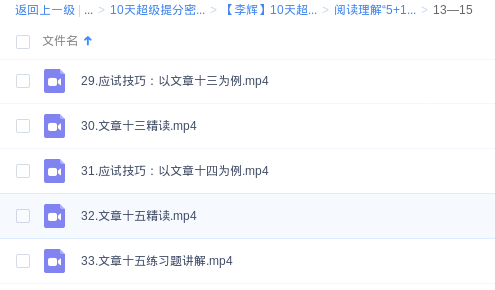 返回上一级 | ... > 10天超级提分密... > 【李辉】10天超... > 阅读理解“5+1... > 13—15
文件名
29.应试技巧：以文章十三为例.mp4
30.文章十三精读.mp4
31.应试技巧：以文章十四为例.mp4
32.文章十五精读.mp4
33.文章十五练习题讲解.mp4